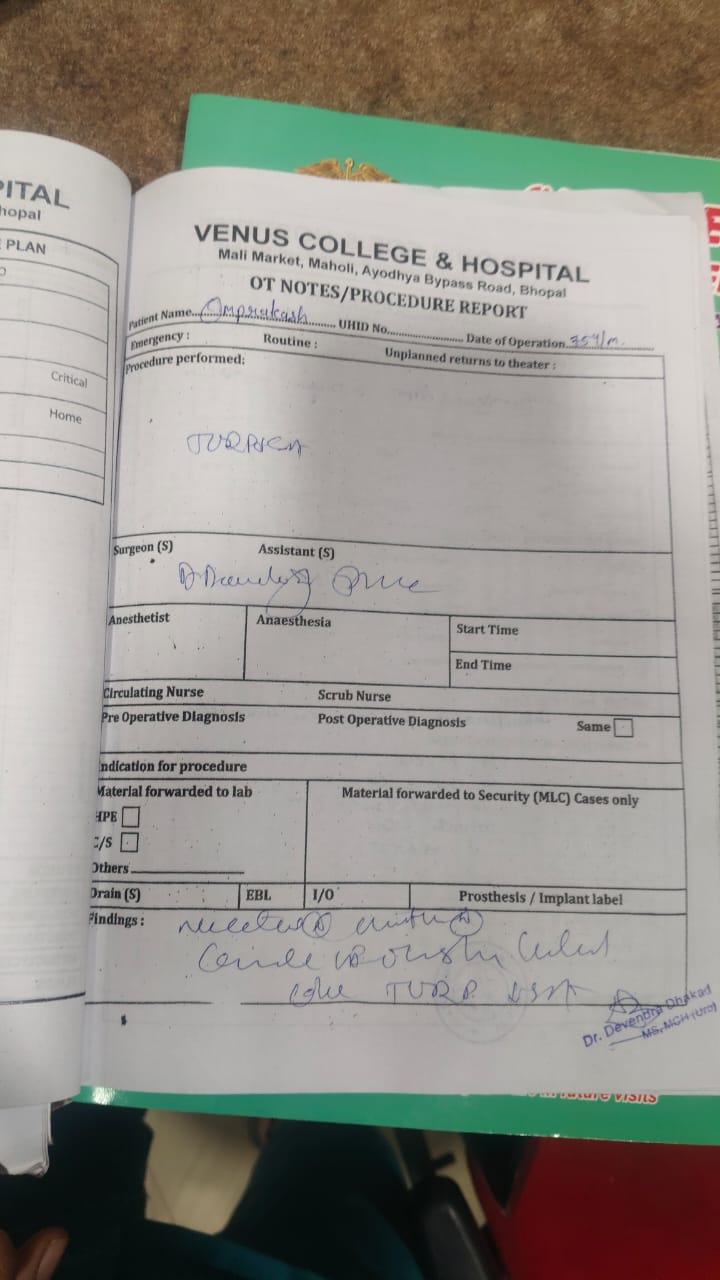 PITAL
hopal
PLAN
Critical
Home
VENUS COLLEGE & HOSPITAL
Mali Market, Maholi, Ayodhya Bypass Road, Bhopal
OT NOTES/PROCEDURE REPORT
Patient Name...Omprakash......... UHID No........................ Date of Operation 35y/m.
Emergency : Routine : Unplanned returns to theater :
Procedure performed:
Surgeon (S) Assistant (S)
Anesthetist Anaesthesia Start Time
End Time
Circulating Nurse Scrub Nurse
Pre Operative Diagnosis Post Operative Diagnosis Same
Indication for procedure
Material forwarded to lab Material forwarded to Security (MLC) Cases only
HPE
C/S
Others
Drain (S) EBL I/O Prosthesis / Implant label
Findings :
TURP
Dr. Devendra Dhakad
MS, MCH (Uro)
in future visits